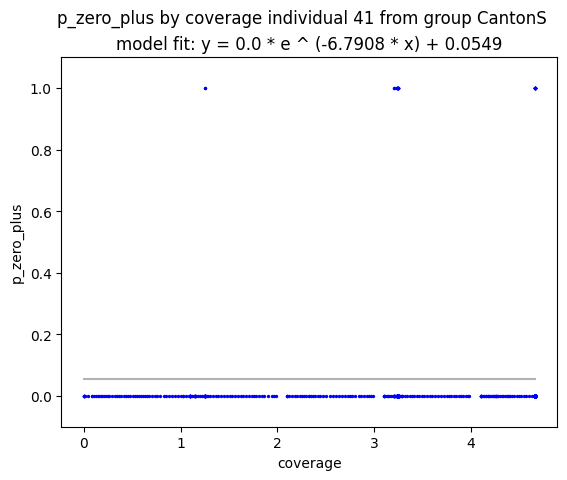 p_zero_plus by coverage individual 41 from group CantonS
model fit: y = 0.0 * e ^ (-6.7908 * x) + 0.0549
1.0
0.8
0.6
0.4
0.2
0.0
p_zero_plus
0 1 2 3 4
coverage